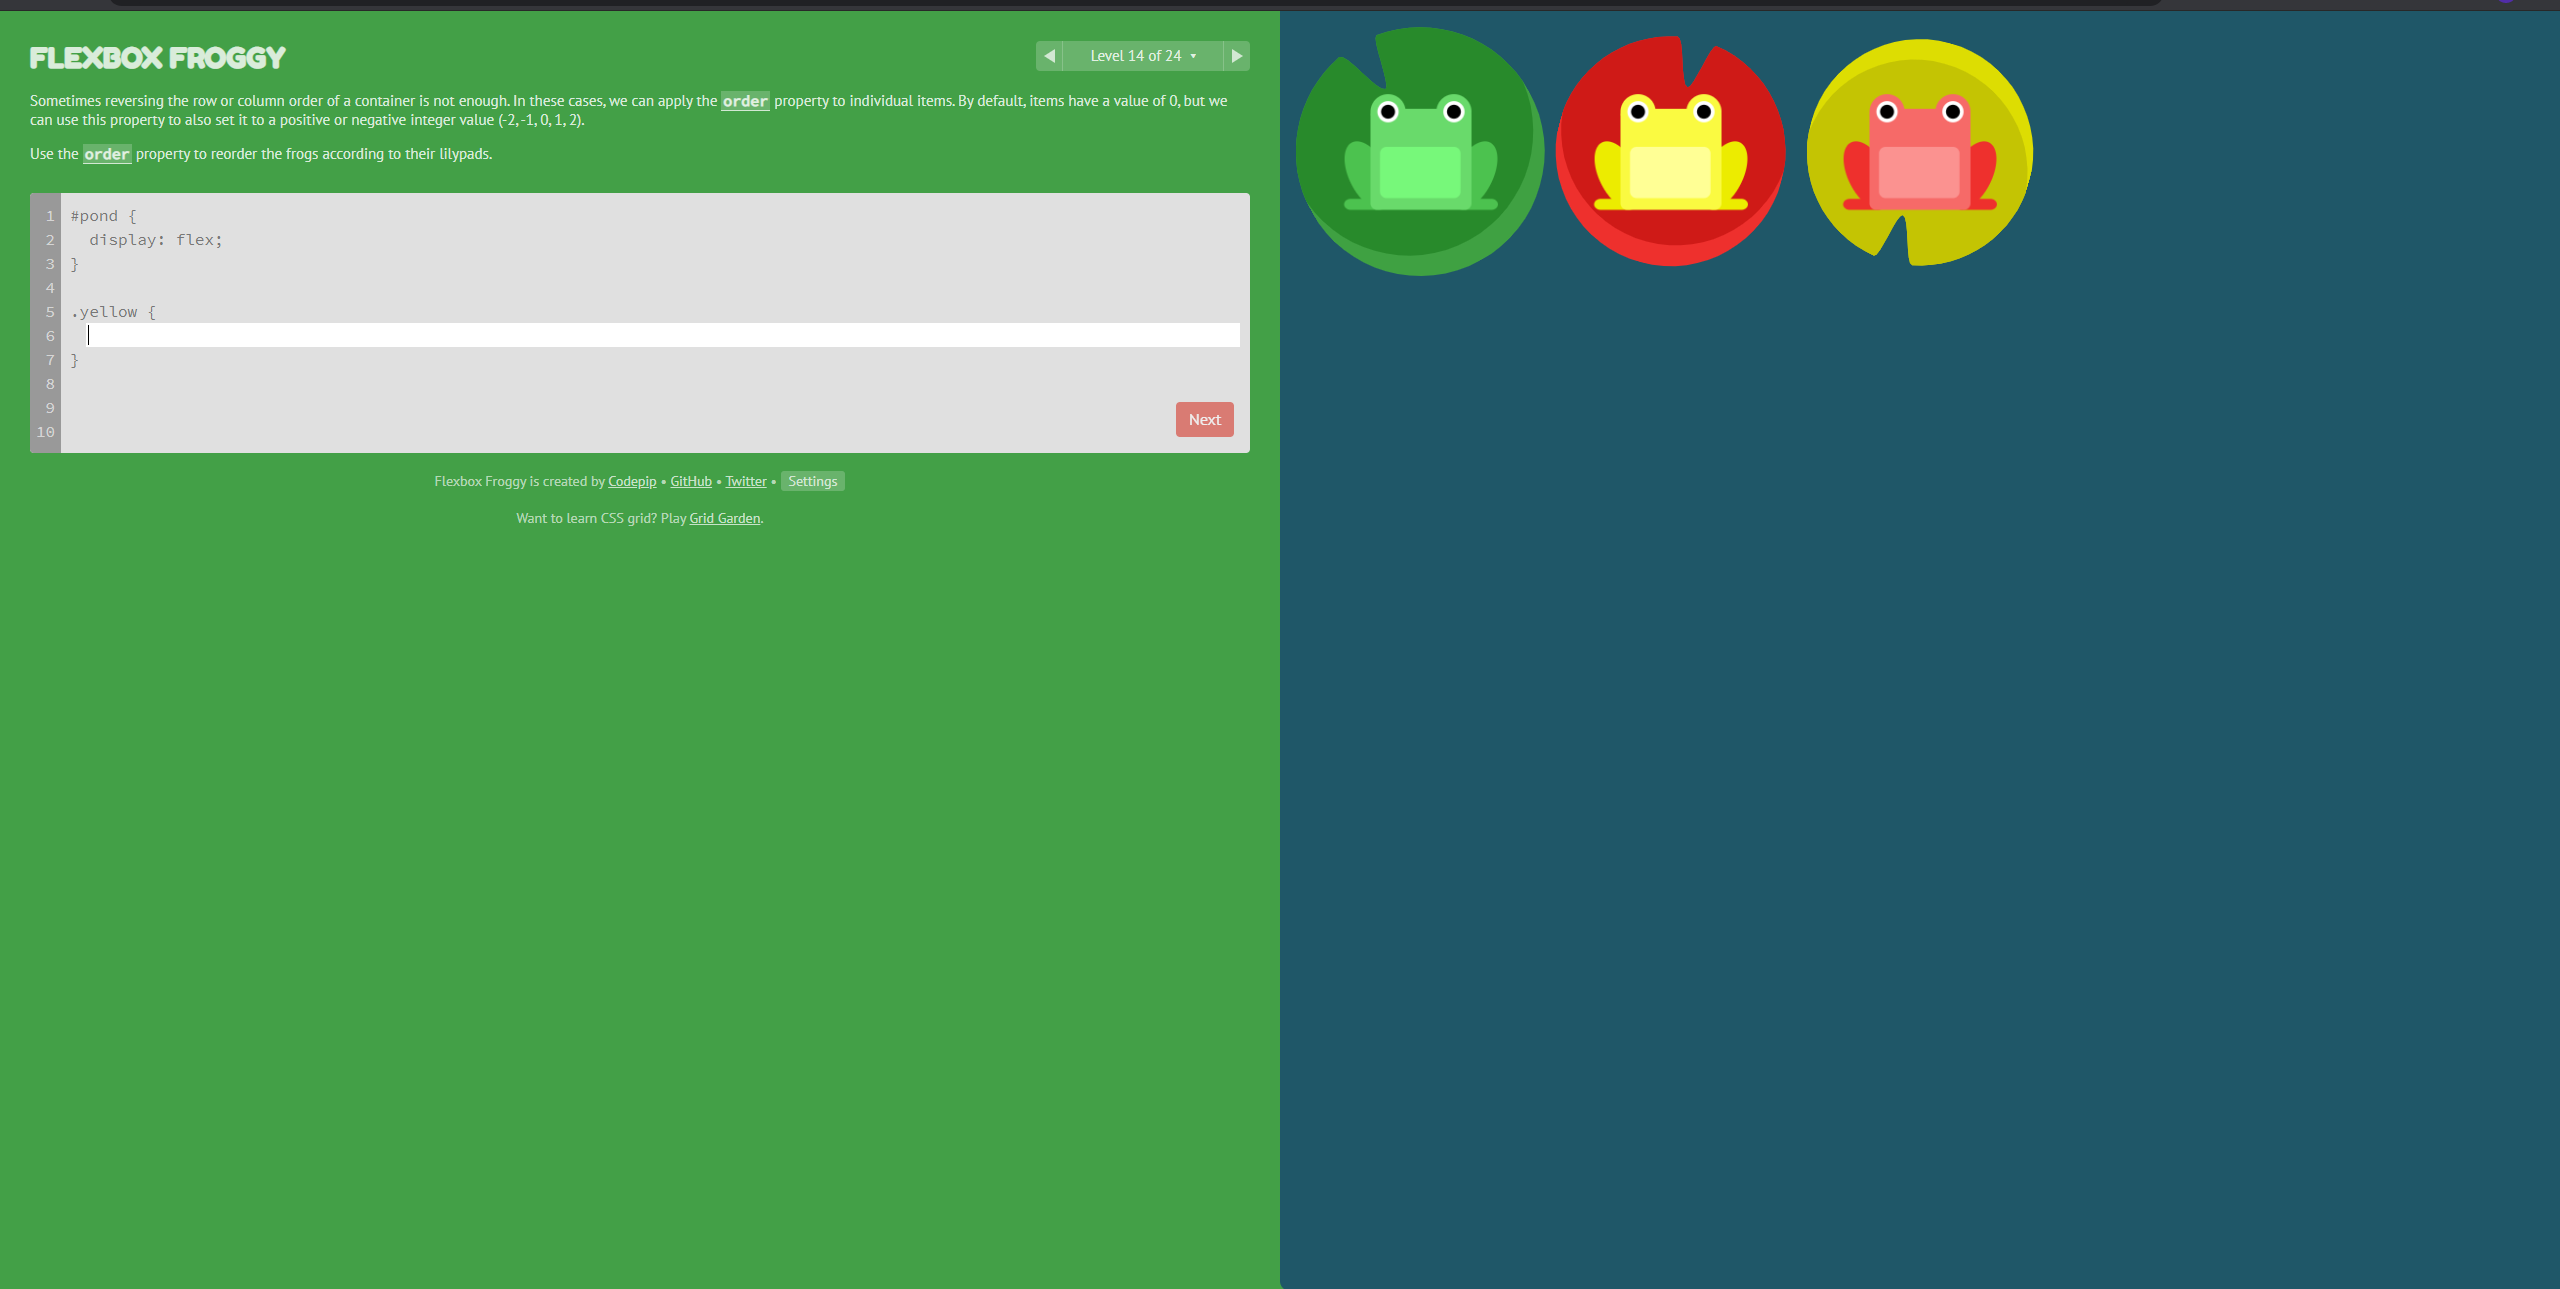 FLEXBOX FROGGY
Level 14 of 24
Sometimes reversing the row or column order of a container is not enough. In these cases, we can apply the order property to individual items. By default, items have a value of 0, but we
can use this property to also set it to a positive or negative integer value (-2, -1, 0, 1, 2).
Use the order property to reorder the frogs according to their lilypads.
1 #pond {
2 display: flex;
3 }
4
5 .yellow {
6
7 }
8
9
10
Next
Flexbox Froggy is created by Codepip • GitHub • Twitter • Settings
Want to learn CSS grid? Play Grid Garden.